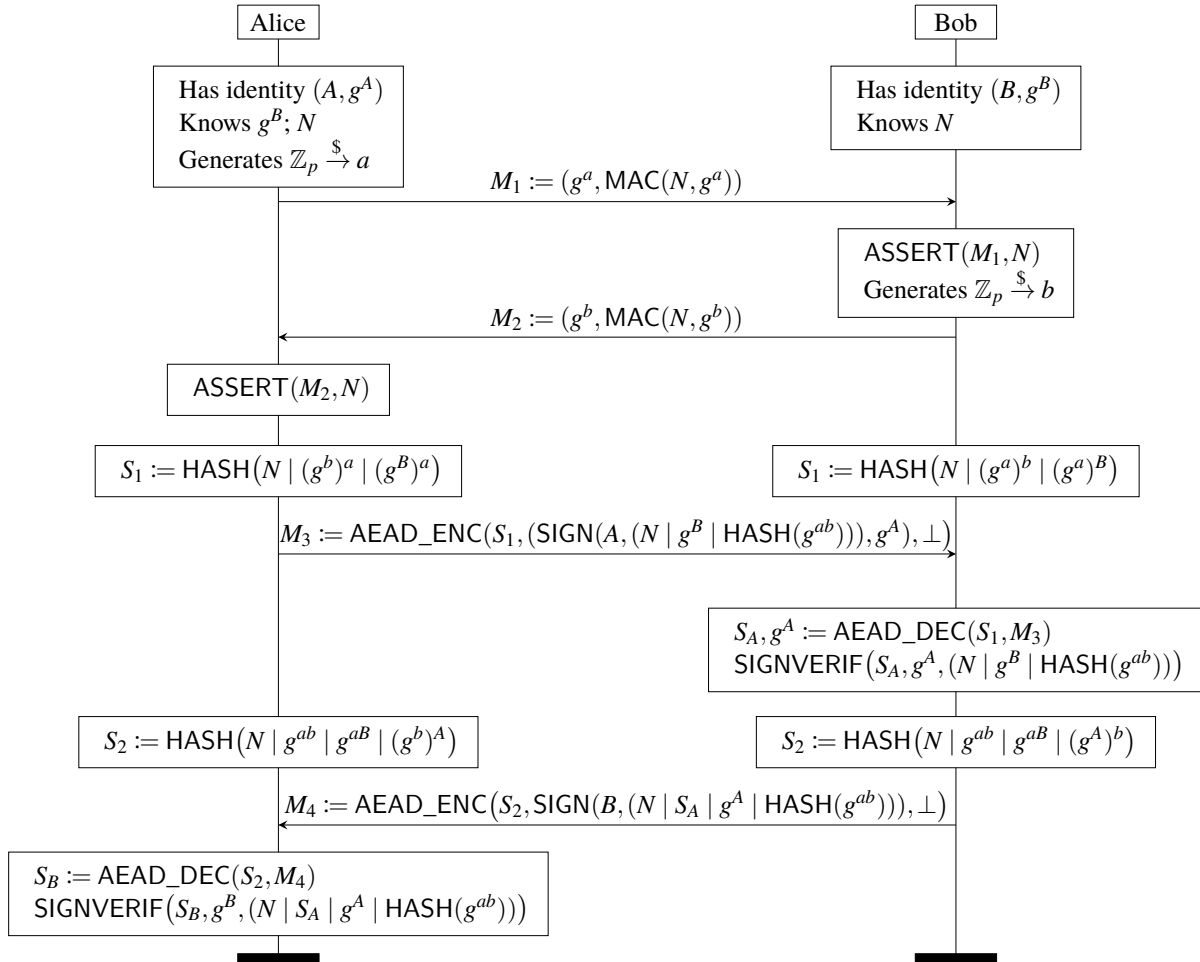 Alice
Bob
Has identity (A, g^A)
Knows g^B; N
Generates ℤ_p →^$ a
Has identity (B, g^B)
Knows N
M_1 := (g^a, MAC(N, g^a))
ASSERT(M_1, N)
Generates ℤ_p →^$ b
M_2 := (g^b, MAC(N, g^b))
ASSERT(M_2, N)
S_1 := HASH(N | (g^b)^a | (g^B)^a)
S_1 := HASH(N | (g^a)^b | (g^a)^B)
M_3 := AEAD_ENC(S_1, (SIGN(A, (N | g^B | HASH(g^{ab}))), g^A), ⊥)
S_A, g^A := AEAD_DEC(S_1, M_3)
SIGNVERIF(S_A, g^A, (N | g^B | HASH(g^{ab})))
S_2 := HASH(N | g^{ab} | g^{aB} | (g^b)^A)
S_2 := HASH(N | g^{ab} | g^{aB} | (g^A)^b)
M_4 := AEAD_ENC(S_2, SIGN(B, (N | S_A | g^A | HASH(g^{ab}))), ⊥)
S_B := AEAD_DEC(S_2, M_4)
SIGNVERIF(S_B, g^B, (N | S_A | g^A | HASH(g^{ab})))